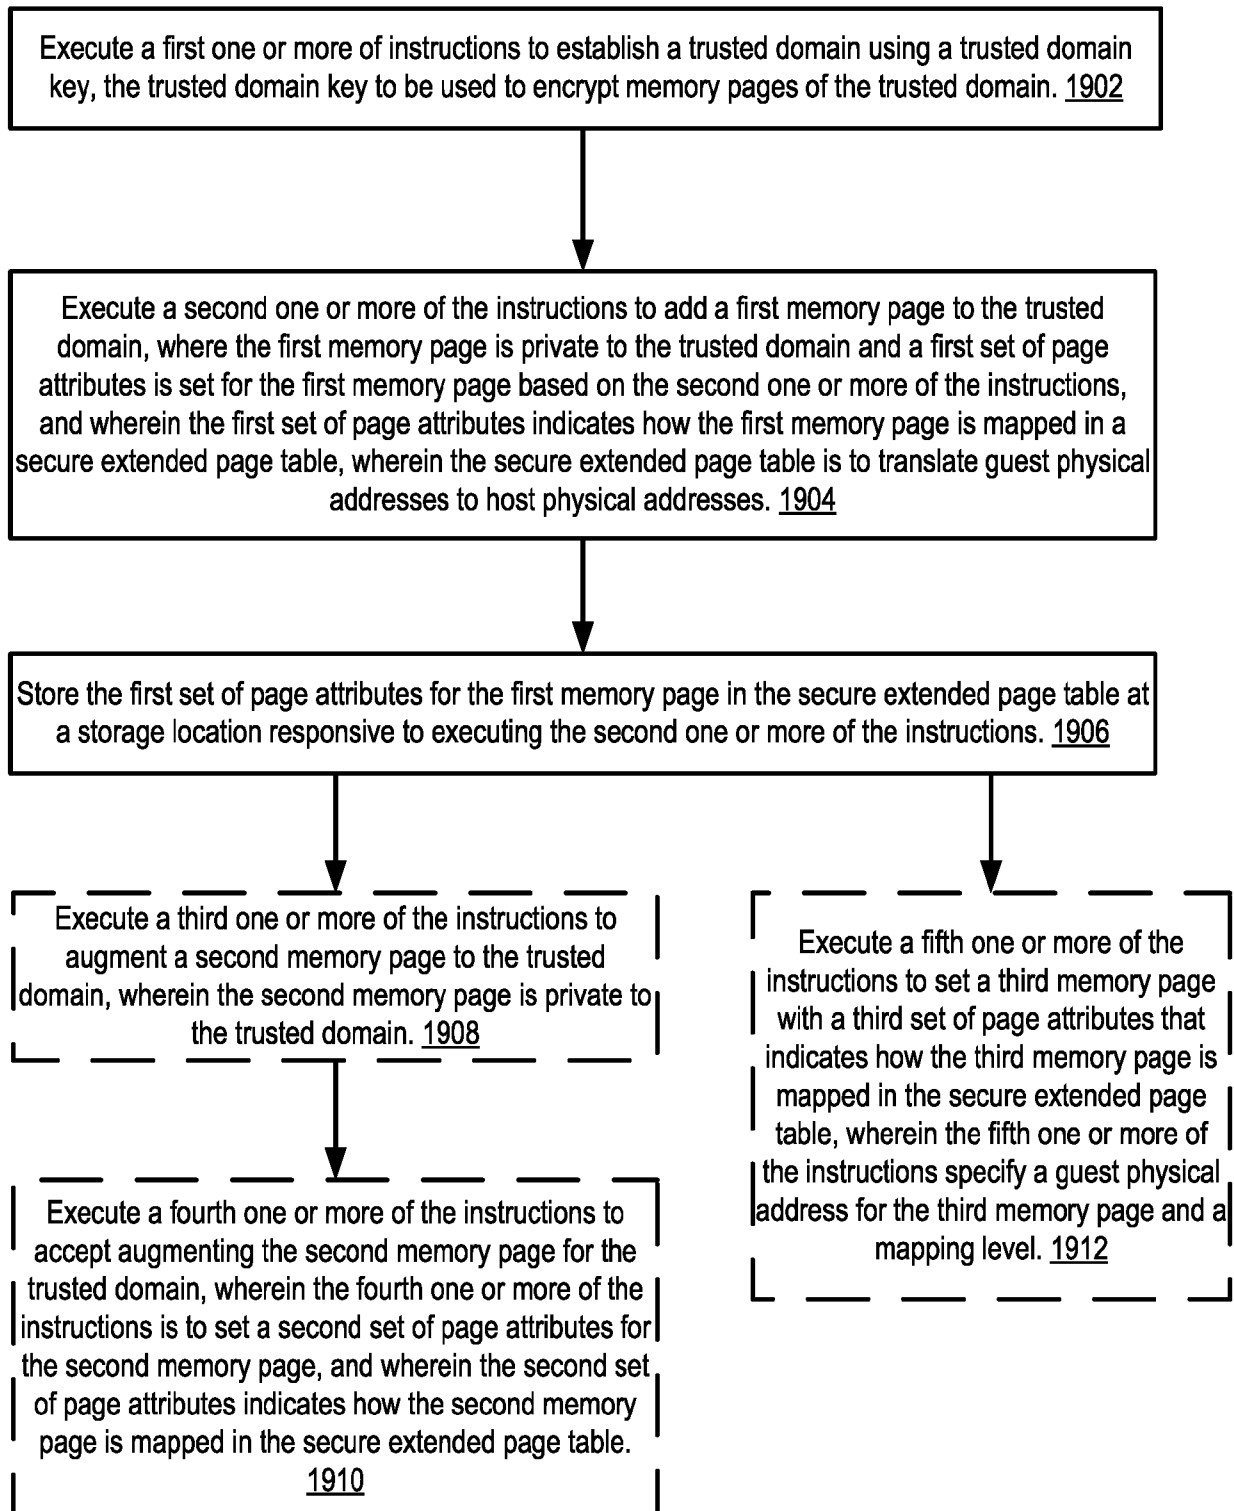 Execute a first one or more of instructions to establish a trusted domain using a trusted domain
key, the trusted domain key to be used to encrypt memory pages of the trusted domain. 1902
Execute a second one or more of the instructions to add a first memory page to the trusted
domain, where the first memory page is private to the trusted domain and a first set of page
attributes is set for the first memory page based on the second one or more of the instructions,
and wherein the first set of page attributes indicates how the first memory page is mapped in a
secure extended page table, wherein the secure extended page table is to translate guest physical
addresses to host physical addresses. 1904
Store the first set of page attributes for the first memory page in the secure extended page table at
a storage location responsive to executing the second one or more of the instructions. 1906
Execute a third one or more of the instructions to
augment a second memory page to the trusted
domain, wherein the second memory page is private to
the trusted domain. 1908
Execute a fourth one or more of the instructions to
accept augmenting the second memory page for the
trusted domain, wherein the fourth one or more of the
instructions is to set a second set of page attributes for
the second memory page, and wherein the second set
of page attributes indicates how the second memory
page is mapped in the secure extended page table.
1910
Execute a fifth one or more of the
instructions to set a third memory page
with a third set of page attributes that
indicates how the third memory page is
mapped in the secure extended page
table, wherein the fifth one or more of
the instructions specify a guest physical
address for the third memory page and a
mapping level. 1912